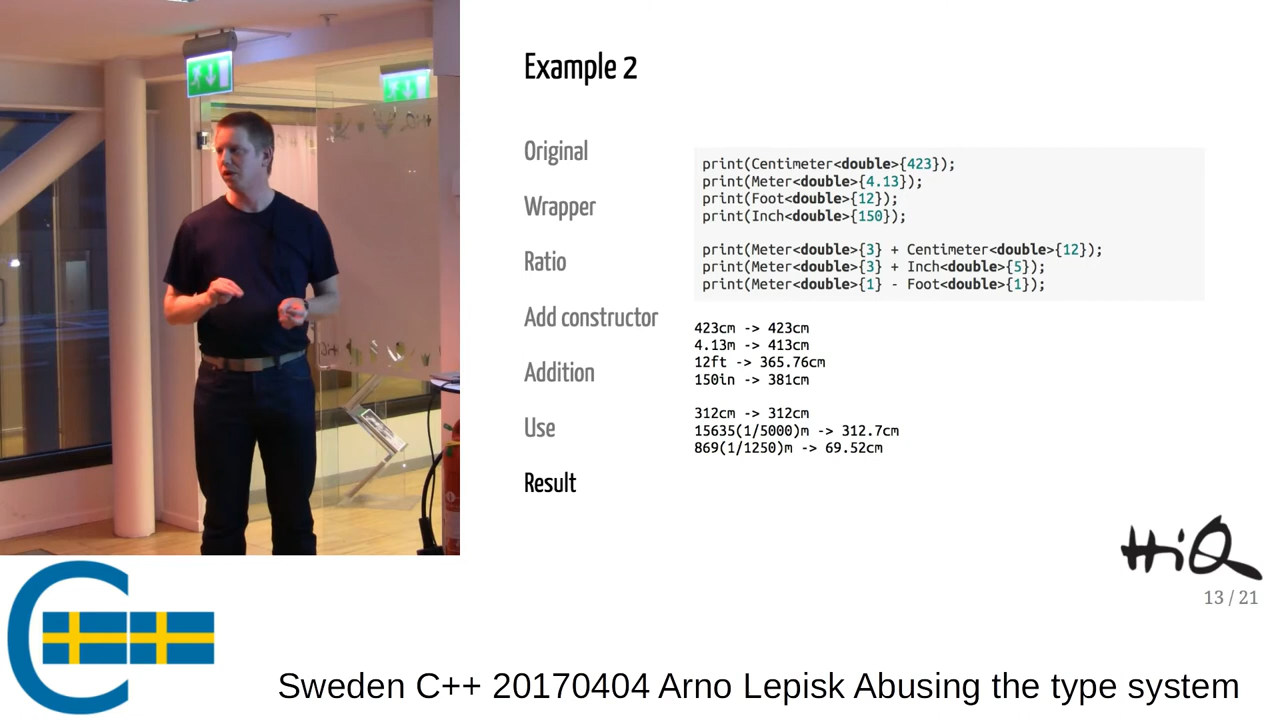 Example 2
Original
Wrapper
Ratio
Add constructor
Addition
Use
Result
print(Centimeter<double>{423});
print(Meter<double>{4.13});
print(Foot<double>{12});
print(Inch<double>{150});
print(Meter<double>{3} + Centimeter<double>{12});
print(Meter<double>{3} + Inch<double>{5});
print(Meter<double>{1} - Foot<double>{1});
423cm -> 423cm
4.13m -> 413cm
12ft -> 365.76cm
150in -> 381cm
312cm -> 312cm
15635(1/5000)m -> 312.7cm
869(1/1250)m -> 69.52cm
HiQ
13 / 21
C++
Sweden C++ 20170404 Arno Lepisk Abusing the type system